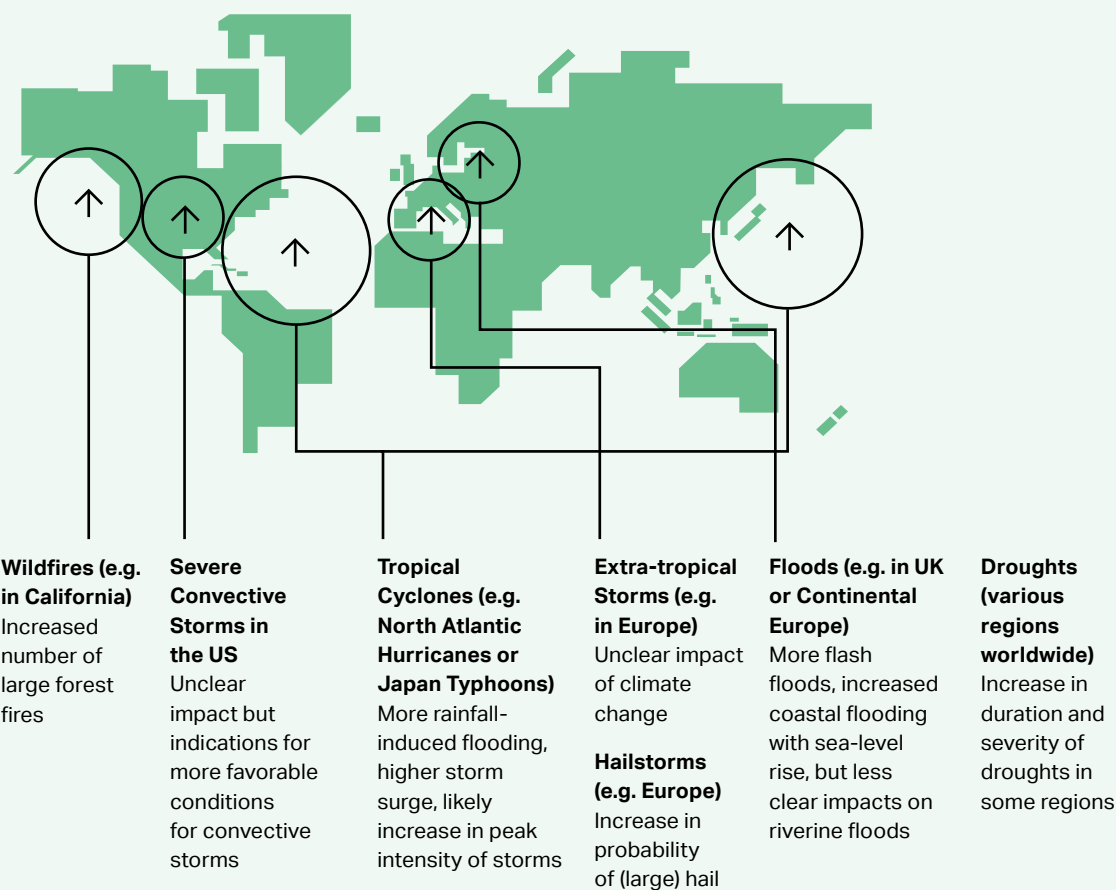 Wildfires (e.g.
in California)
Increased
number of
large forest
fires
Severe
Convective
Storms in
the US
Unclear
impact but
indications for
more favorable
conditions
for convective
storms
Tropical
Cyclones (e.g.
North Atlantic
Hurricanes or
Japan Typhoons)
More rainfall-
induced flooding,
higher storm
surge, likely
increase in peak
intensity of storms
Extra-tropical
Storms (e.g.
in Europe)
Unclear impact
of climate
change
Hailstorms
(e.g. Europe)
Increase in
probability
of (large) hail
Floods (e.g. in UK
or Continental
Europe)
More flash
floods, increased
coastal flooding
with sea-level
rise, but less
clear impacts on
riverine floods
Droughts
(various
regions
worldwide)
Increase in
duration and
severity of
droughts in
some regions